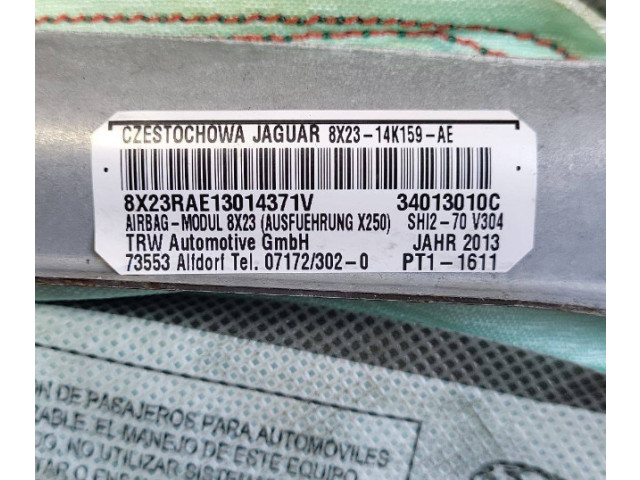 CZESTOCHOWA JAGUAR 8X23-14K159-AE
8X23RAE13014371V 34013010C
AIRBAG-MODUL 8X23 (AUSFUEHRUNG X250) SHI2-70 V304
TRW Automotive GmbH JAHR 2013
73553 Alfdorf Tel. 07172/302-0 PT1-1611
DE PASAJEROS PARA AUTOMÓVILES
EL MANEJO DE ESTE EQUIPO
NO UTILIZAR